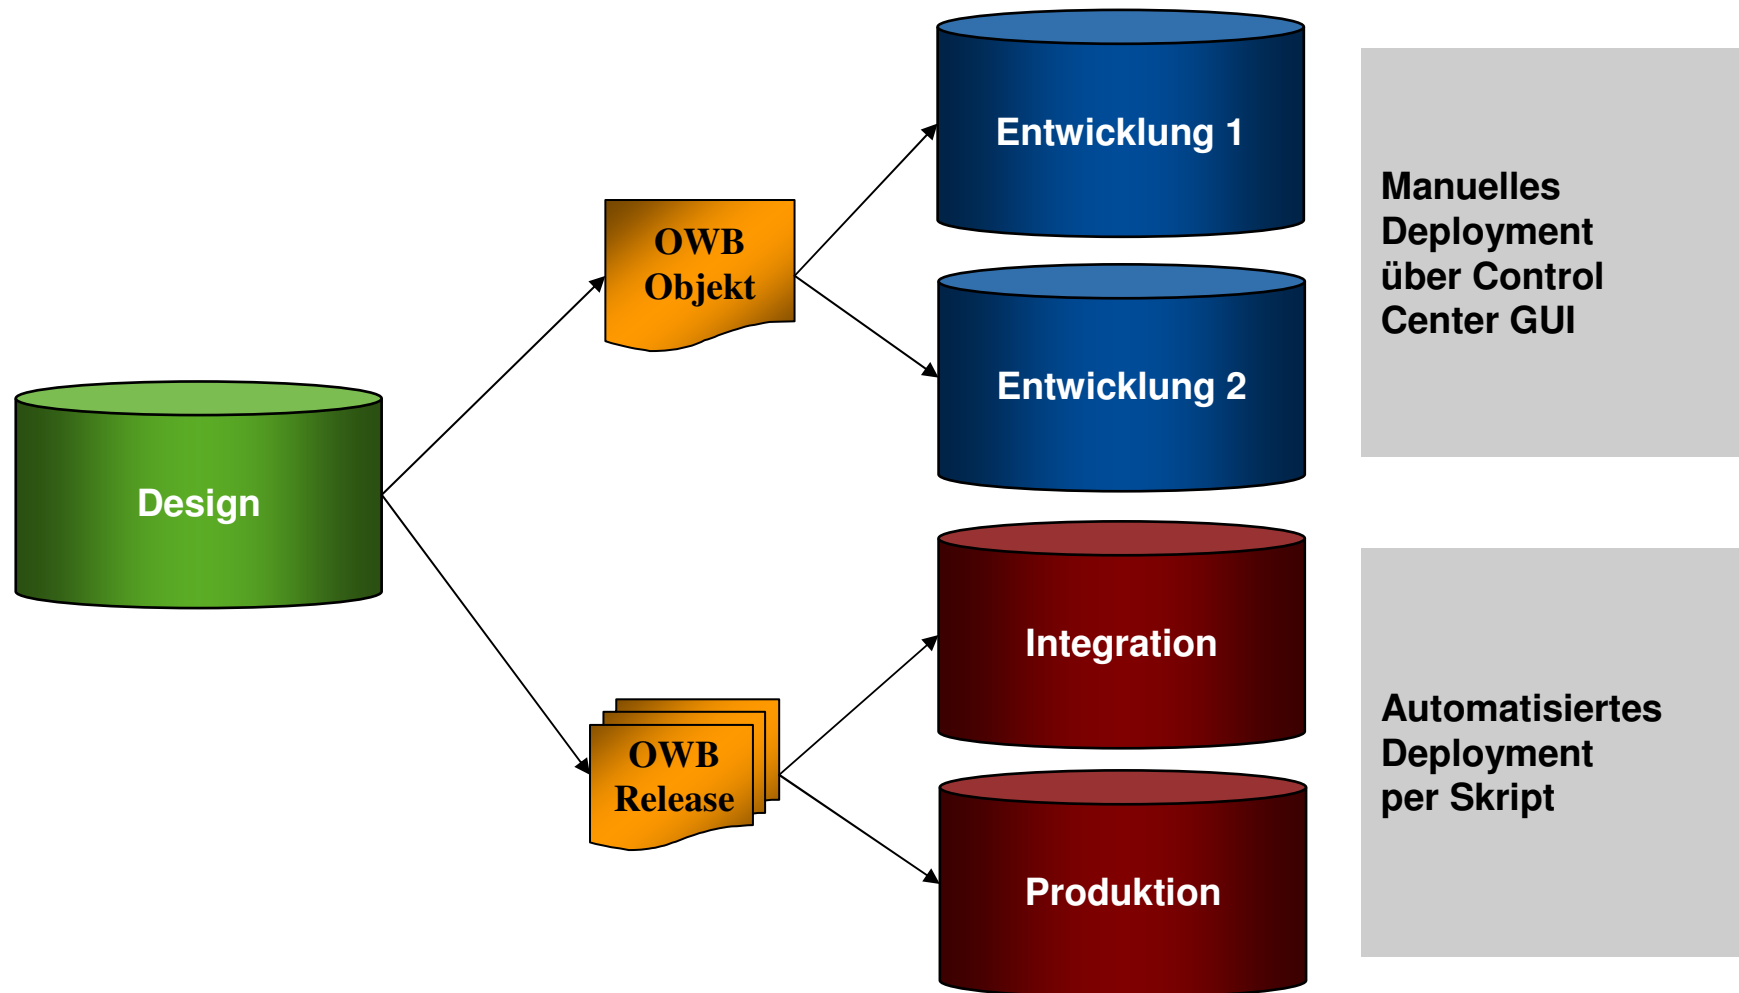 Entwicklung 1
Manuelles
Deployment
über Control
Center GUI
OWB
Objekt
Entwicklung 2
Design
Integration
Automatisiertes
Deployment
per Skript
OWB
Release
Produktion